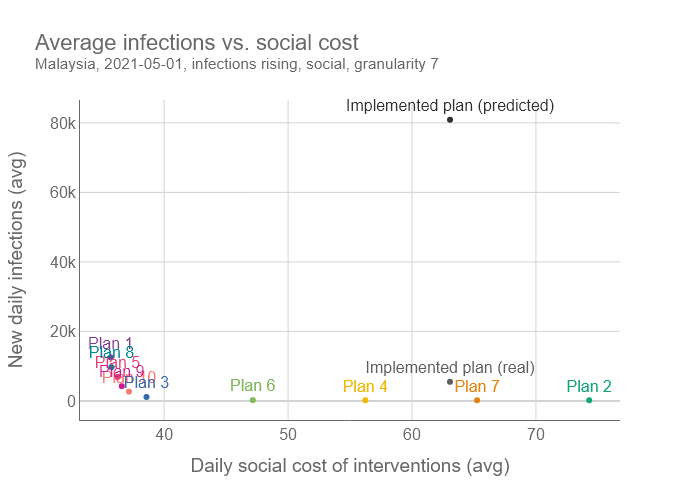 Average infections vs. social cost
Malaysia, 2021-05-01, infections rising, social, granularity 7
Implemented plan (predicted)
80k
60k
40k
20k
0
New daily infections (avg)
Plan 1
Plan 8
Plan 5
Plan 9
Plan 10
Plan 3
Plan 6
Plan 4
Implemented plan (real)
Plan 7
Plan 2
40
50
60
70
Daily social cost of interventions (avg)